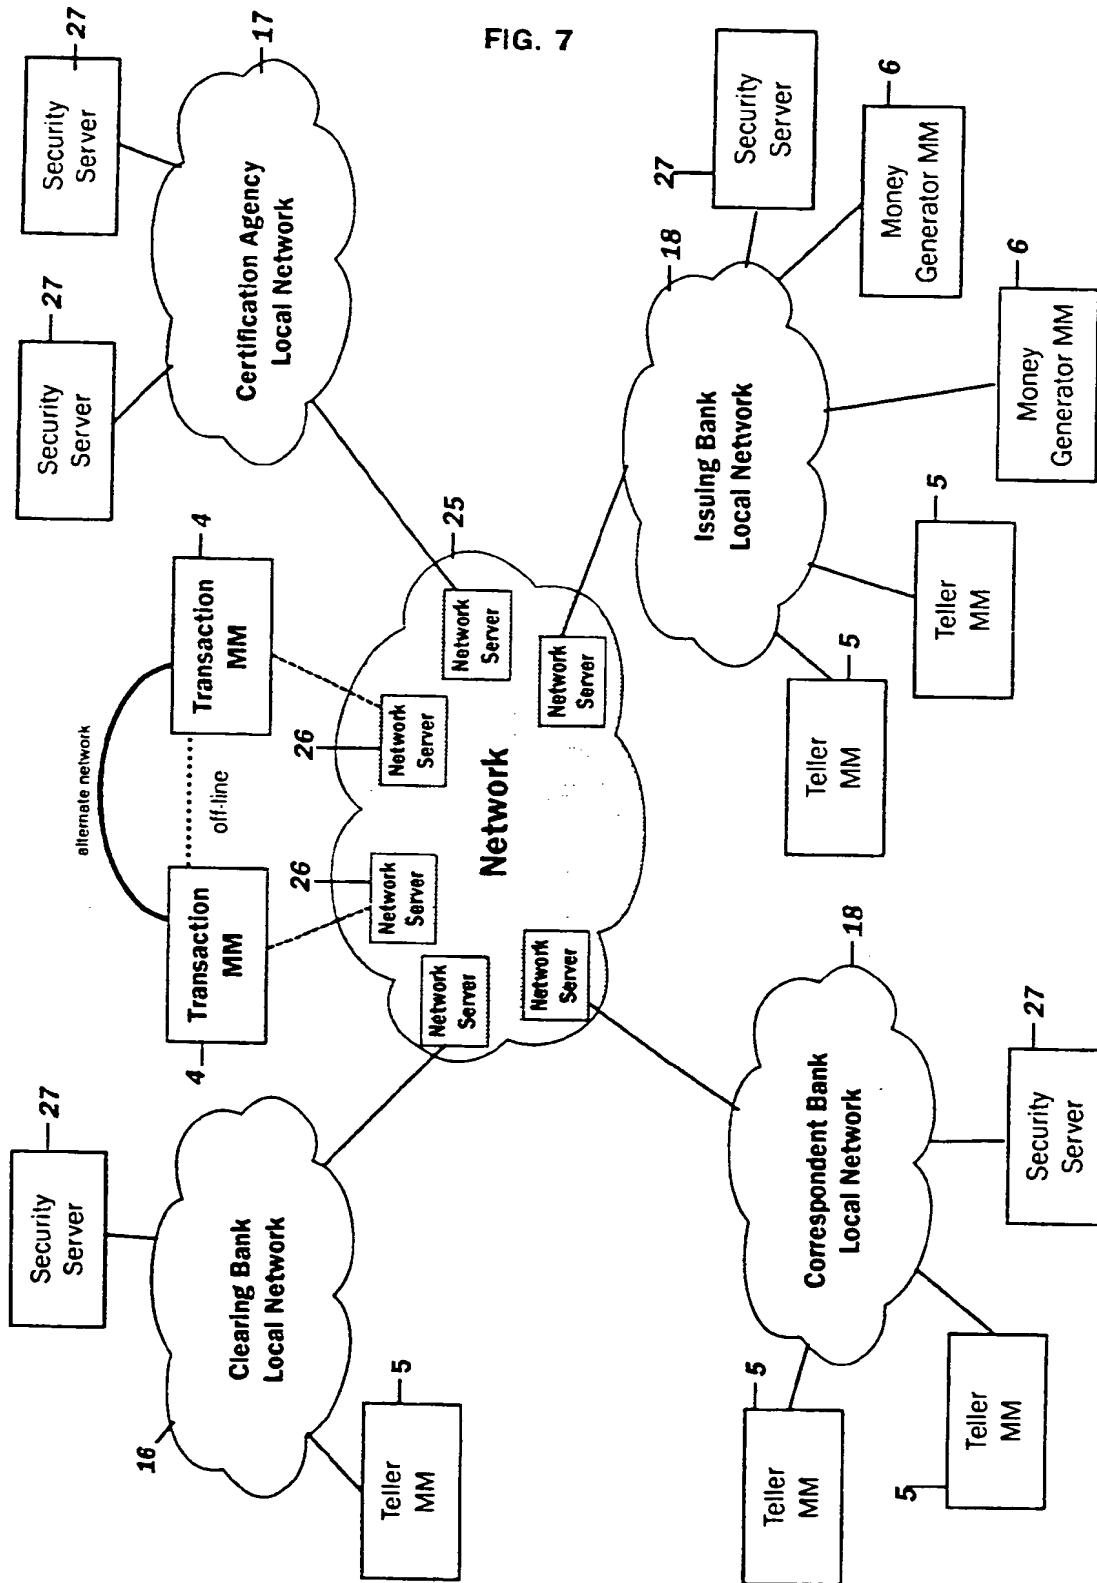 FIG. 7
27
Security
Server
27
Security
Server
17
Certification Agency
Local Network
alternate network
4
Transaction
MM
off-line
4
Transaction
MM
27
Security
Server
16
Clearing Bank
Local Network
5
Teller
MM
25
Network
26
Network
Server
26
Network
Server
Network
Server
Network
Server
Network
Server
Network
Server
18
Issuing Bank
Local Network
27
Security
Server
6
Money
Generator MM
6
Money
Generator MM
5
Teller
MM
5
Teller
MM
18
Correspondent Bank
Local Network
27
Security
Server
5
Teller
MM
5
Teller
MM